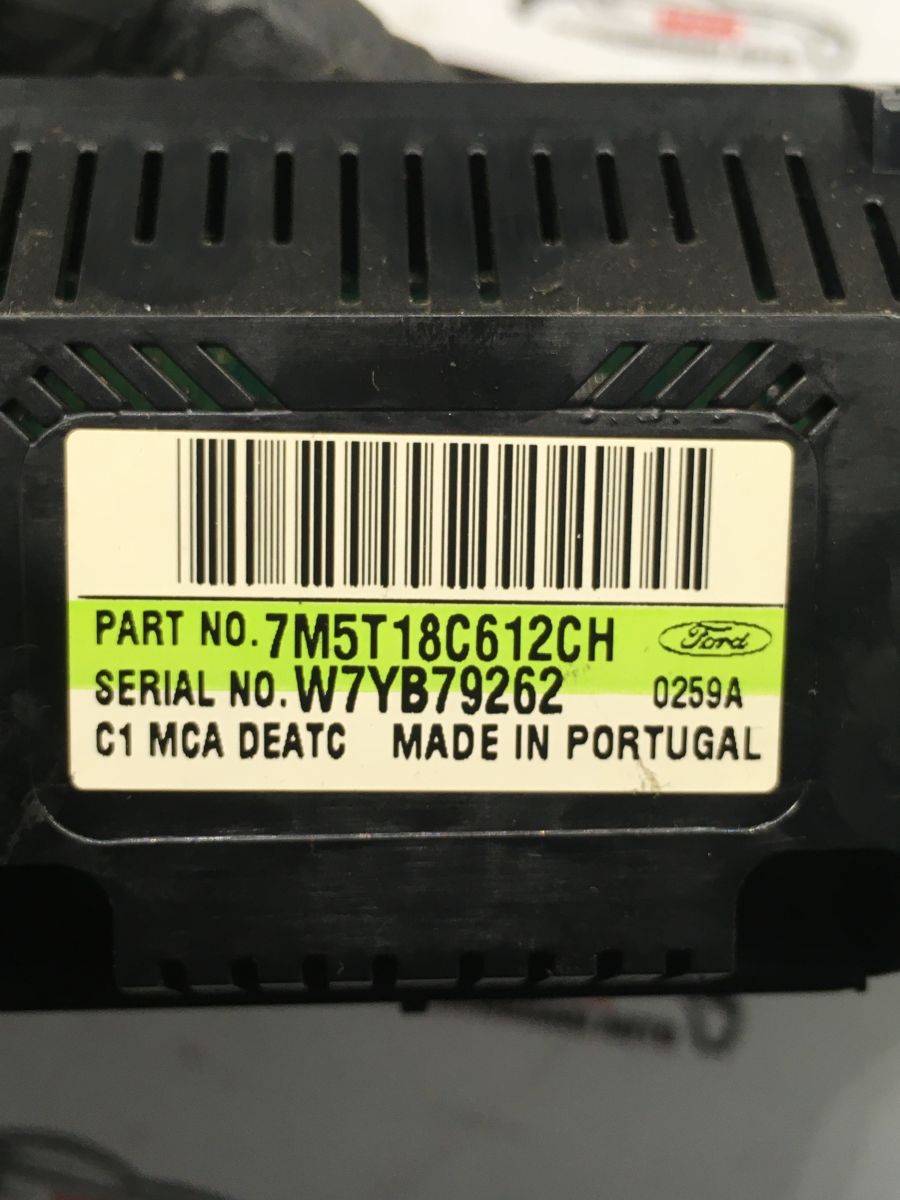 PART NO. 7M5T18C612CH Ford
SERIAL NO. W7YB79262 0259A
C1 MCA DEATC MADE IN PORTUGAL